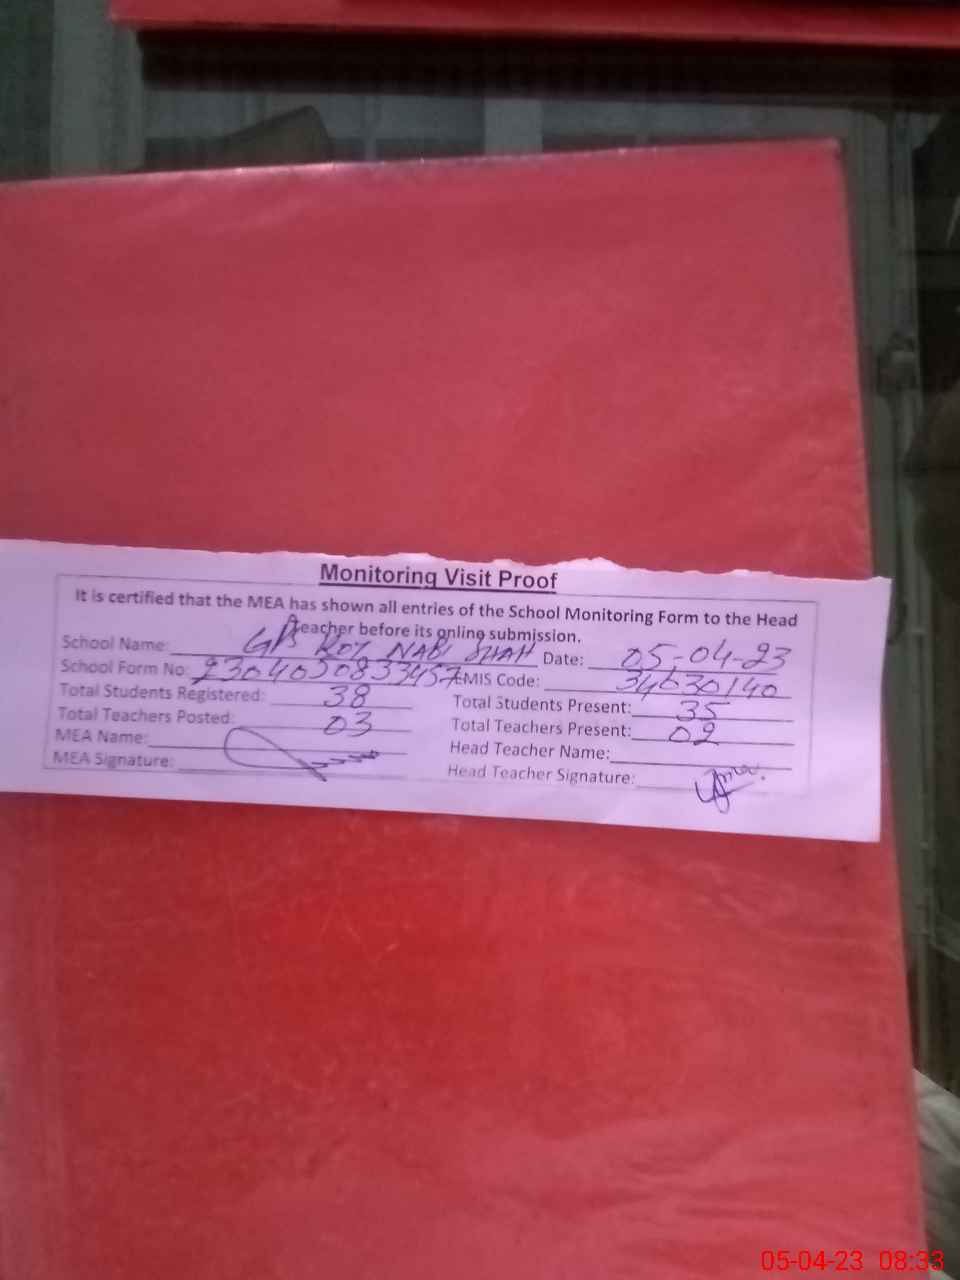 Monitoring Visit Proof
It is certified that the MEA has shown all entries of the School Monitoring Form to the Head
Teacher before its online submission.
School Name: GPS KOZ NABI SHAH Date: 05-04-23
School Form No: 2304050833457 EMIS Code: 34630140
Total Students Registered: 38 Total Students Present: 35
Total Teachers Posted: 03 Total Teachers Present: 02
MEA Name: Head Teacher Name:
MEA Signature: Head Teacher Signature:
05-04-23 08:33